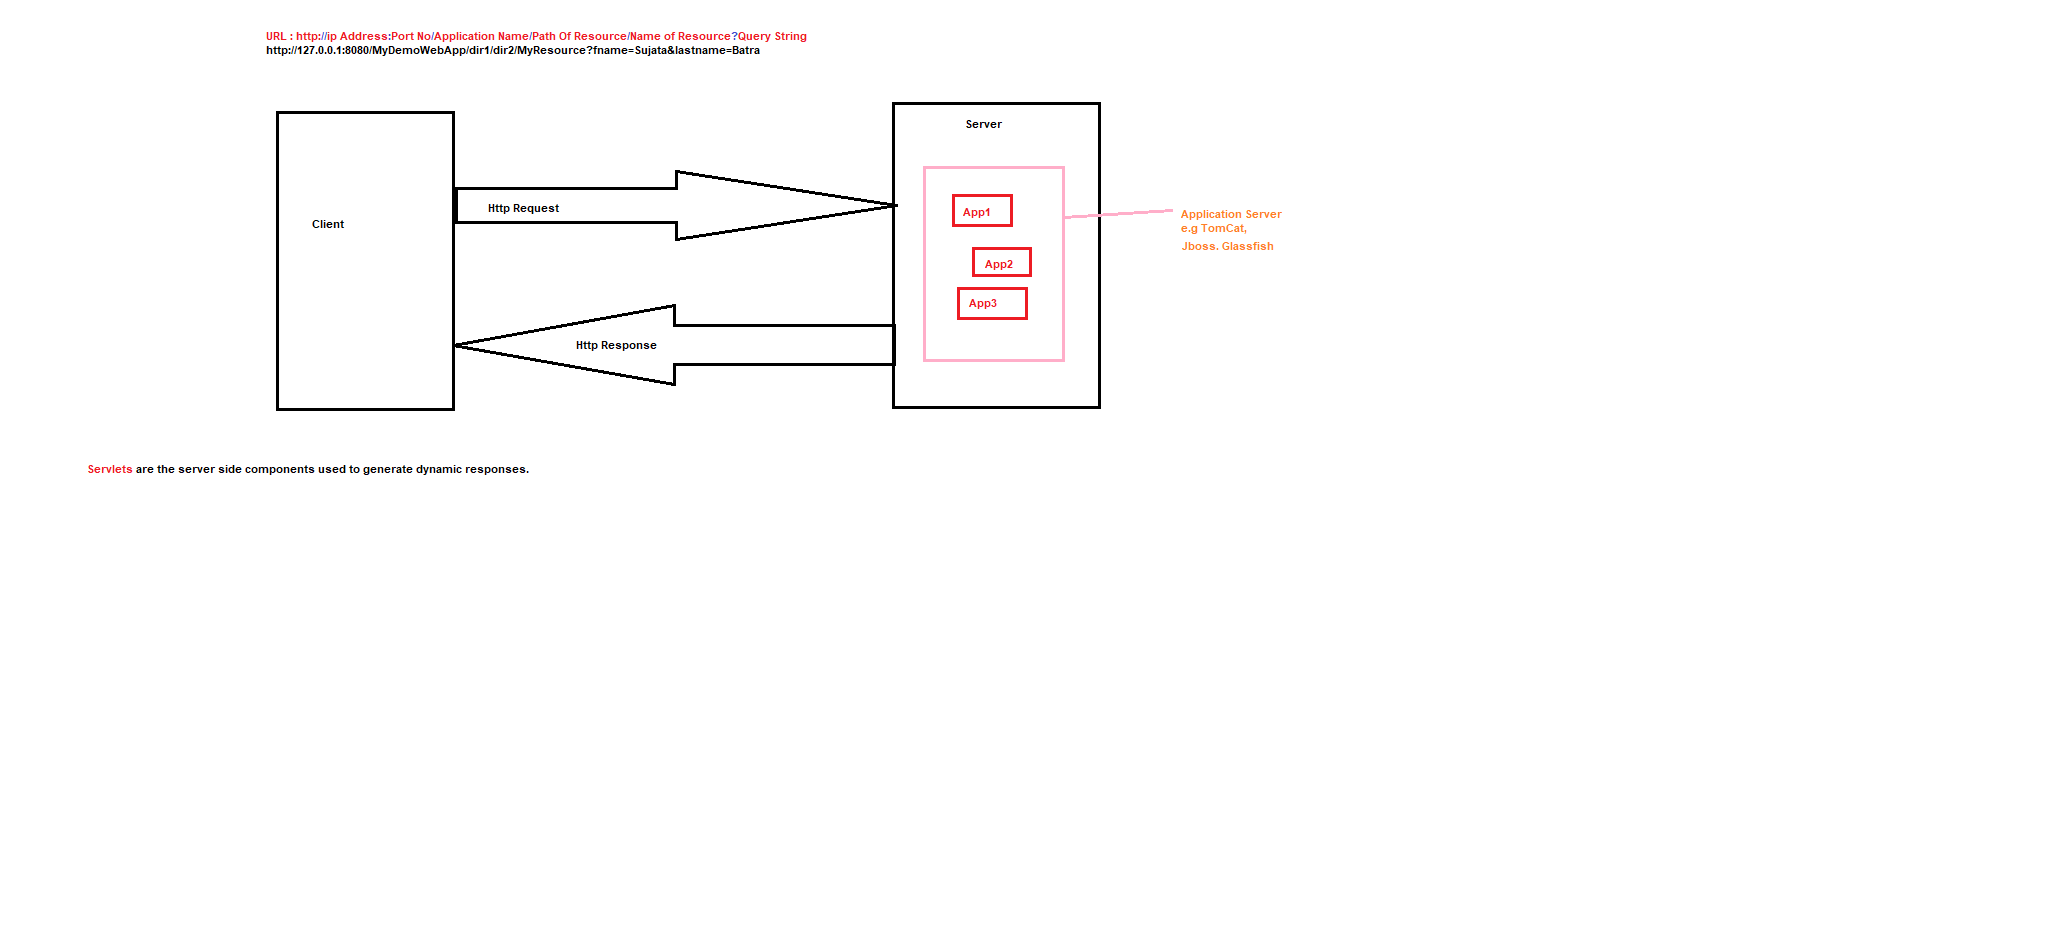 URL : http://ip Address:Port No/Application Name/Path Of Resource/Name of Resource?Query String
http://127.0.0.1:8080/MyDemoWebApp/dir1/dir2/MyResource?fname=Sujata&lastname=Batra
Server
App1
Http Request
Application Server
Client
e.g TomCat,
Jboss. Glassfish
App2
App3
Http Response
Servlets are the server side components used to generate dynamic responses.